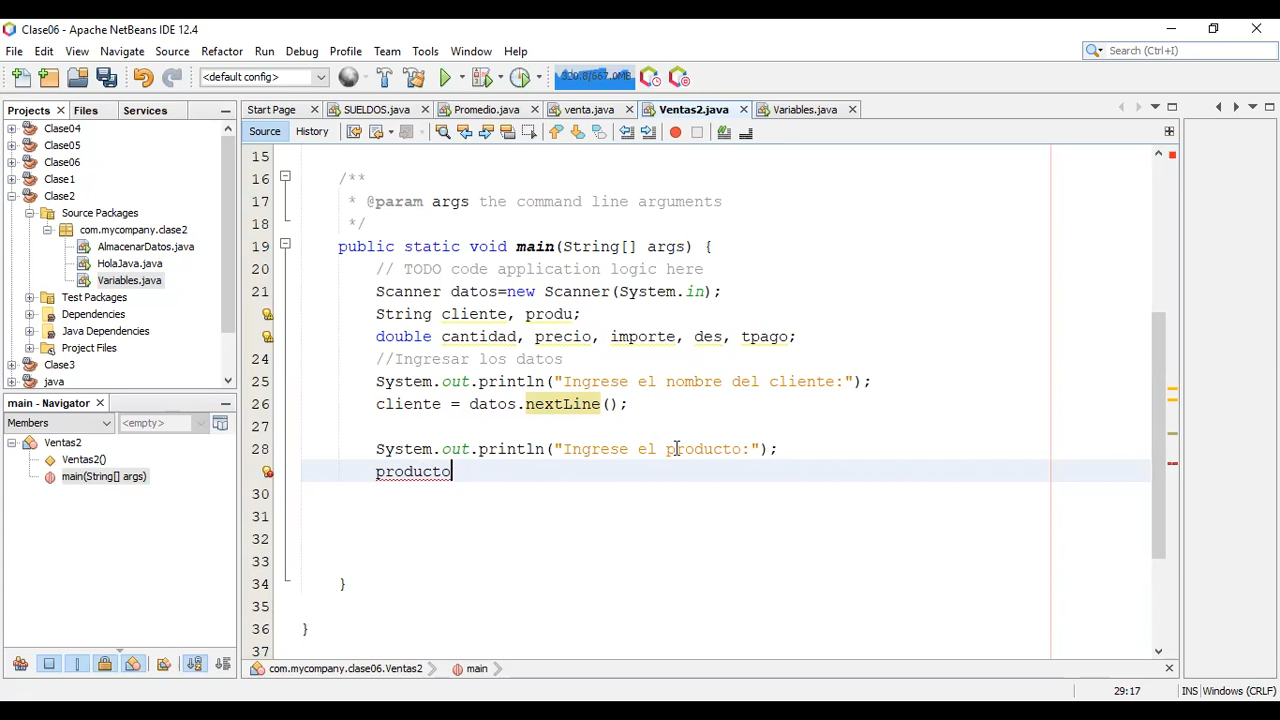 Clase06 - Apache NetBeans IDE 12.4
File Edit View Navigate Source Refactor Run Debug Profile Team Tools Window Help
Search (Ctrl+I)
<default config>
320.8/667.0MB
Projects Files Services
Start Page SUELDOS.java Promedio.java venta.java Ventas2.java Variables.java
Source History
Clase04
Clase05
Clase06
Clase1
Clase2
Source Packages
com.mycompany.clase2
AlmacenarDatos.java
HolaJava.java
Variables.java
Test Packages
Dependencies
Java Dependencies
Project Files
Clase3
java
main - Navigator
Members <empty>
Ventas2
Ventas2()
main(String[] args)
15
16 /**
17 * @param args the command line arguments
18 */
19 public static void main(String[] args) {
20 // TODO code application logic here
21 Scanner datos=new Scanner(System.in);
String cliente, produ;
double cantidad, precio, importe, des, tpago;
24 //Ingresar los datos
25 System.out.println("Ingrese el nombre del cliente:");
26 cliente = datos.nextLine();
27
28 System.out.println("Ingrese el producto:");
producto
30
31
32
33
34 }
35
36 }
37
com.mycompany.clase06.Ventas2 main
29:17 INS Windows (CRLF)